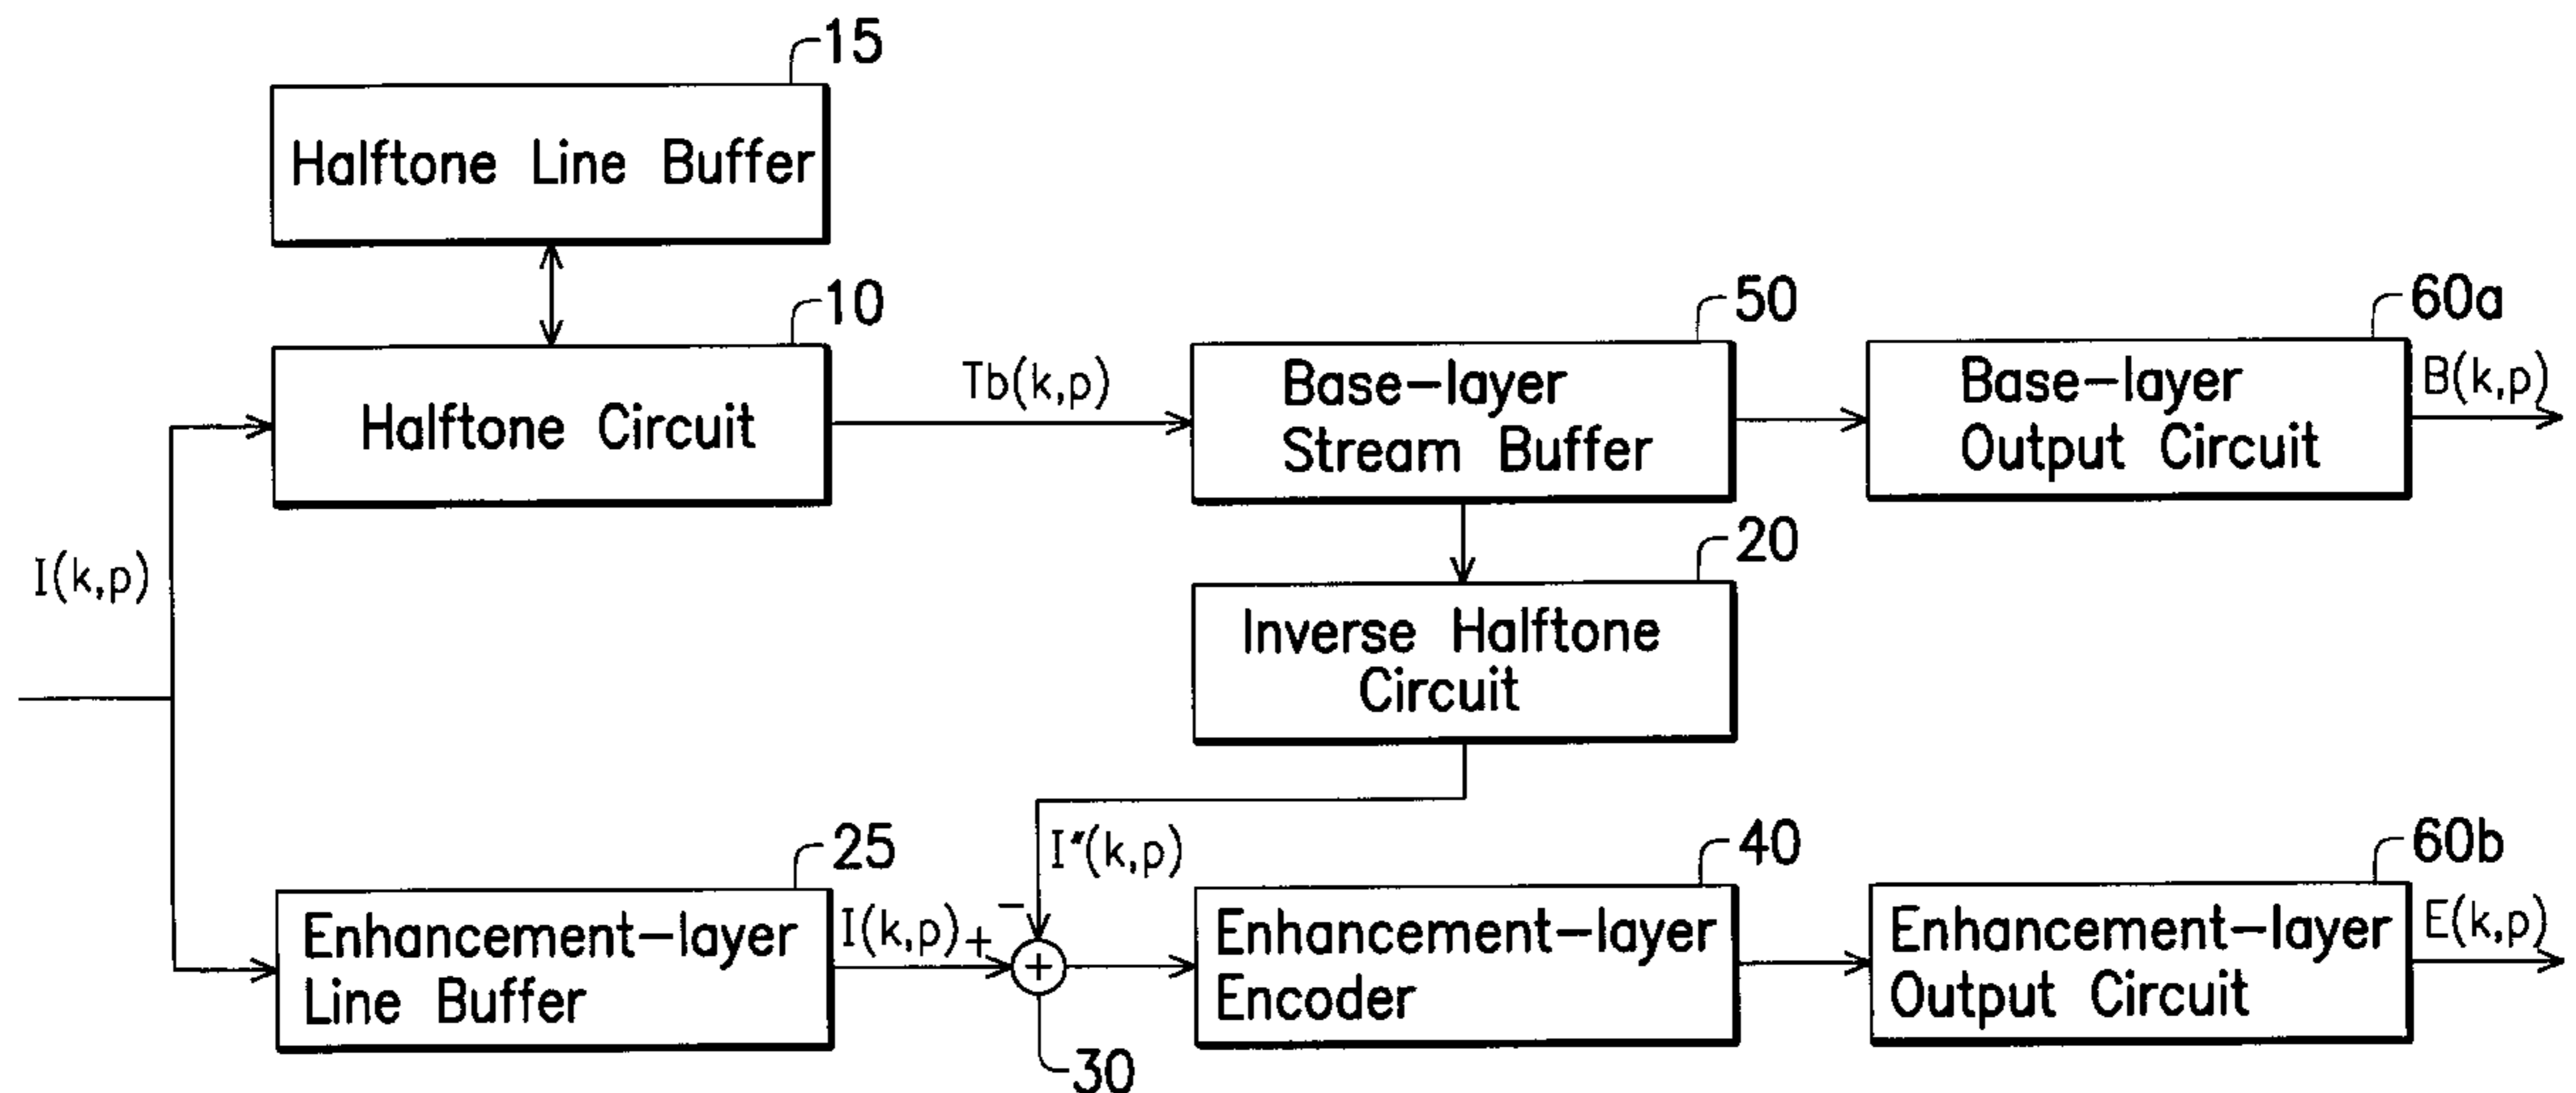 15
Halftone Line Buffer
10
Halftone Circuit
Tb(k,p)
50
Base-layer
Stream Buffer
60a
Base-layer
Output Circuit
B(k,p)
I(k,p)
20
Inverse Halftone
Circuit
I"(k,p)
25
Enhancement-layer
Line Buffer
I(k,p)
+
-
+
30
40
Enhancement-layer
Encoder
60b
Enhancement-layer
Output Circuit
E(k,p)